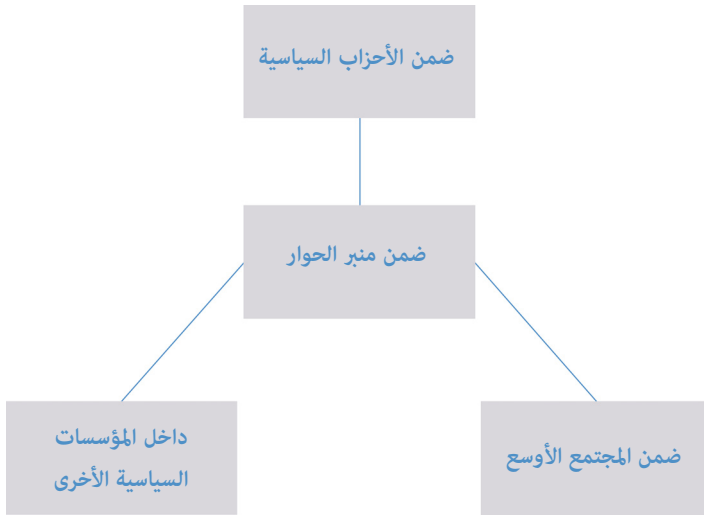 ضمن الأحزاب السياسية
ضمن منبر الحوار
ضمن المجتمع الأوسع
داخل المؤسسات
السياسية الأخرى